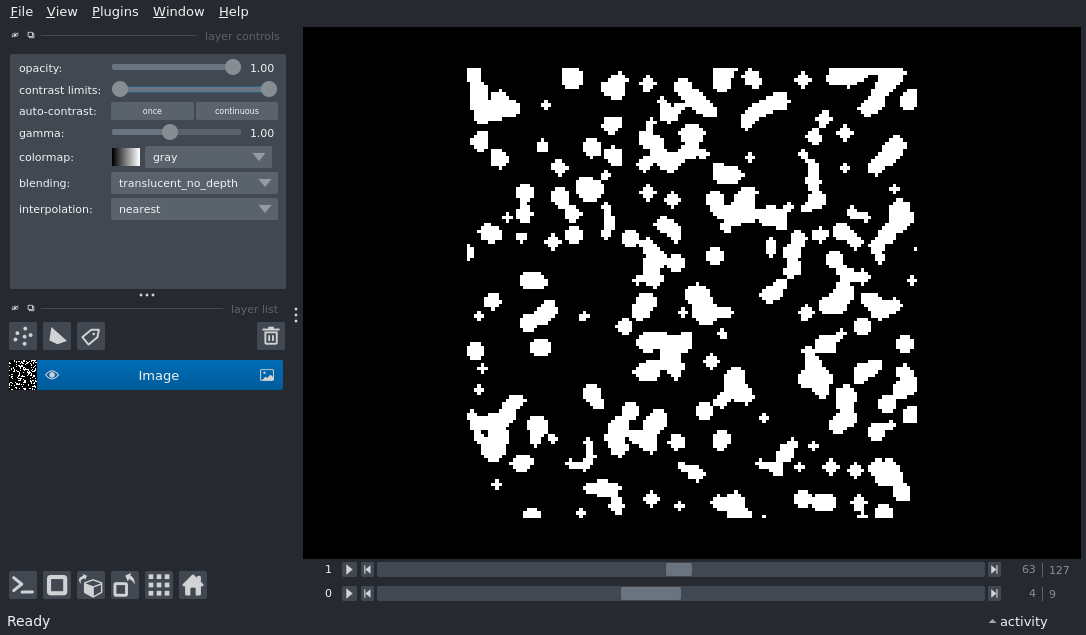 File View Plugins Window Help
layer controls
opacity: 1.00
contrast limits:
auto-contrast: once continuous
gamma: 1.00
colormap: gray
blending: translucent_no_depth
interpolation: nearest
layer list
Image
1 63 127
0 4 9
Ready activity